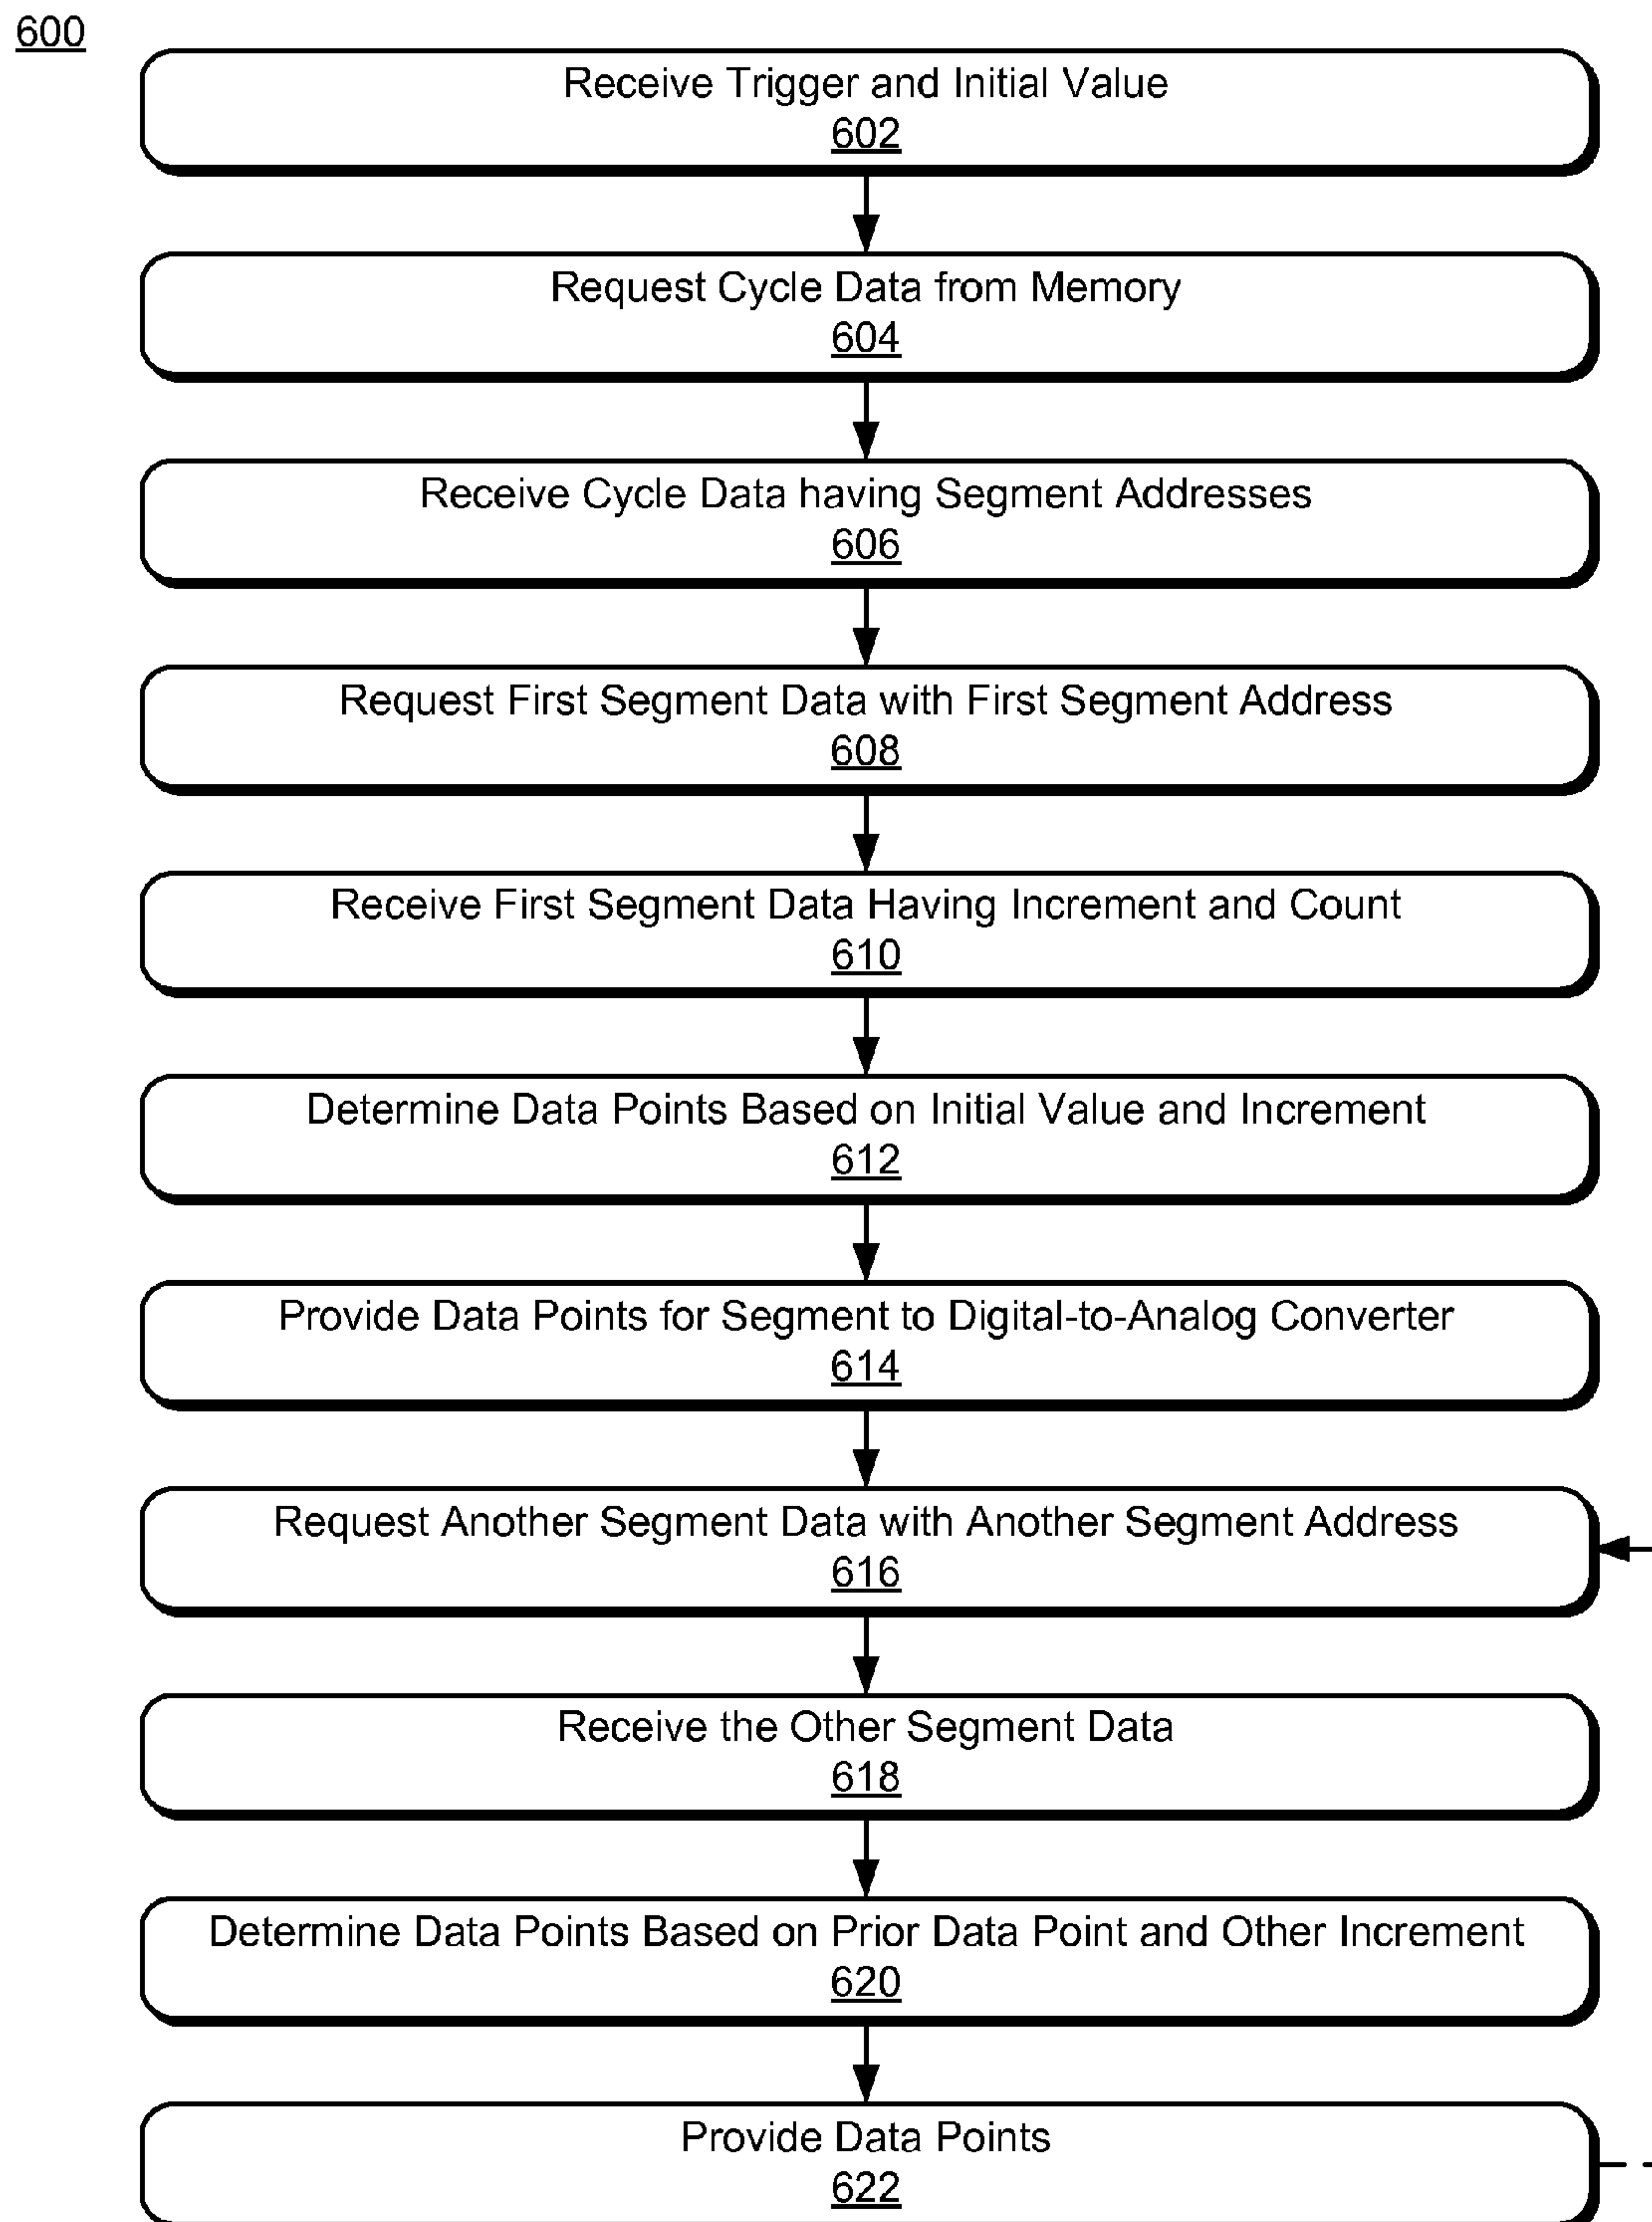 600
Receive Trigger and Initial Value
602
Request Cycle Data from Memory
604
Receive Cycle Data having Segment Addresses
606
Request First Segment Data with First Segment Address
608
Receive First Segment Data Having Increment and Count
610
Determine Data Points Based on Initial Value and Increment
612
Provide Data Points for Segment to Digital-to-Analog Converter
614
Request Another Segment Data with Another Segment Address
616
Receive the Other Segment Data
618
Determine Data Points Based on Prior Data Point and Other Increment
620
Provide Data Points
622